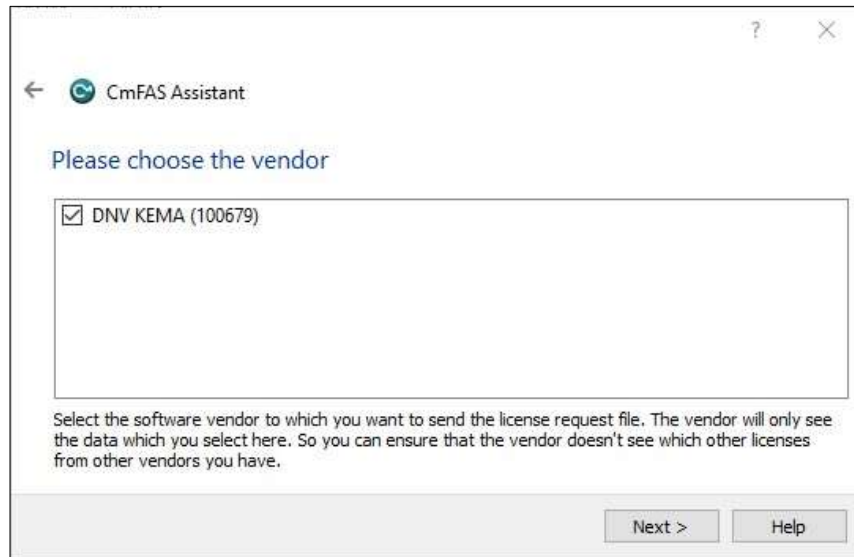 ?
CmFAS Assistant
Please choose the vendor
DNV KEMA (100679)
Select the software vendor to which you want to send the license request file. The vendor will only see
the data which you select here. So you can ensure that the vendor doesn't see which other licenses
from other vendors you have.
Next > Help